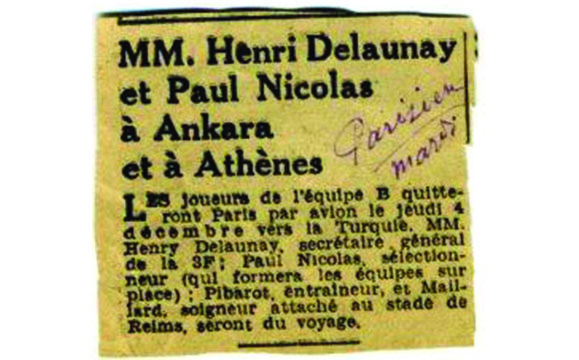 MM. Henri Delaunay
et Paul Nicolas
à Ankara
et à Athènes
Parisien
mardi
LES joueurs de l'équipe B quitte-
ront Paris par avion le jeudi 4
décembre vers la Turquie. MM.
Henry Delaunay, secrétaire général
de la 3F; Paul Nicolas, sélection-
neur (qui formera les équipes sur
place) ; Pibarot, entraîneur, et Mail-
lard, soigneur attaché au stade de
Reims, seront du voyage.